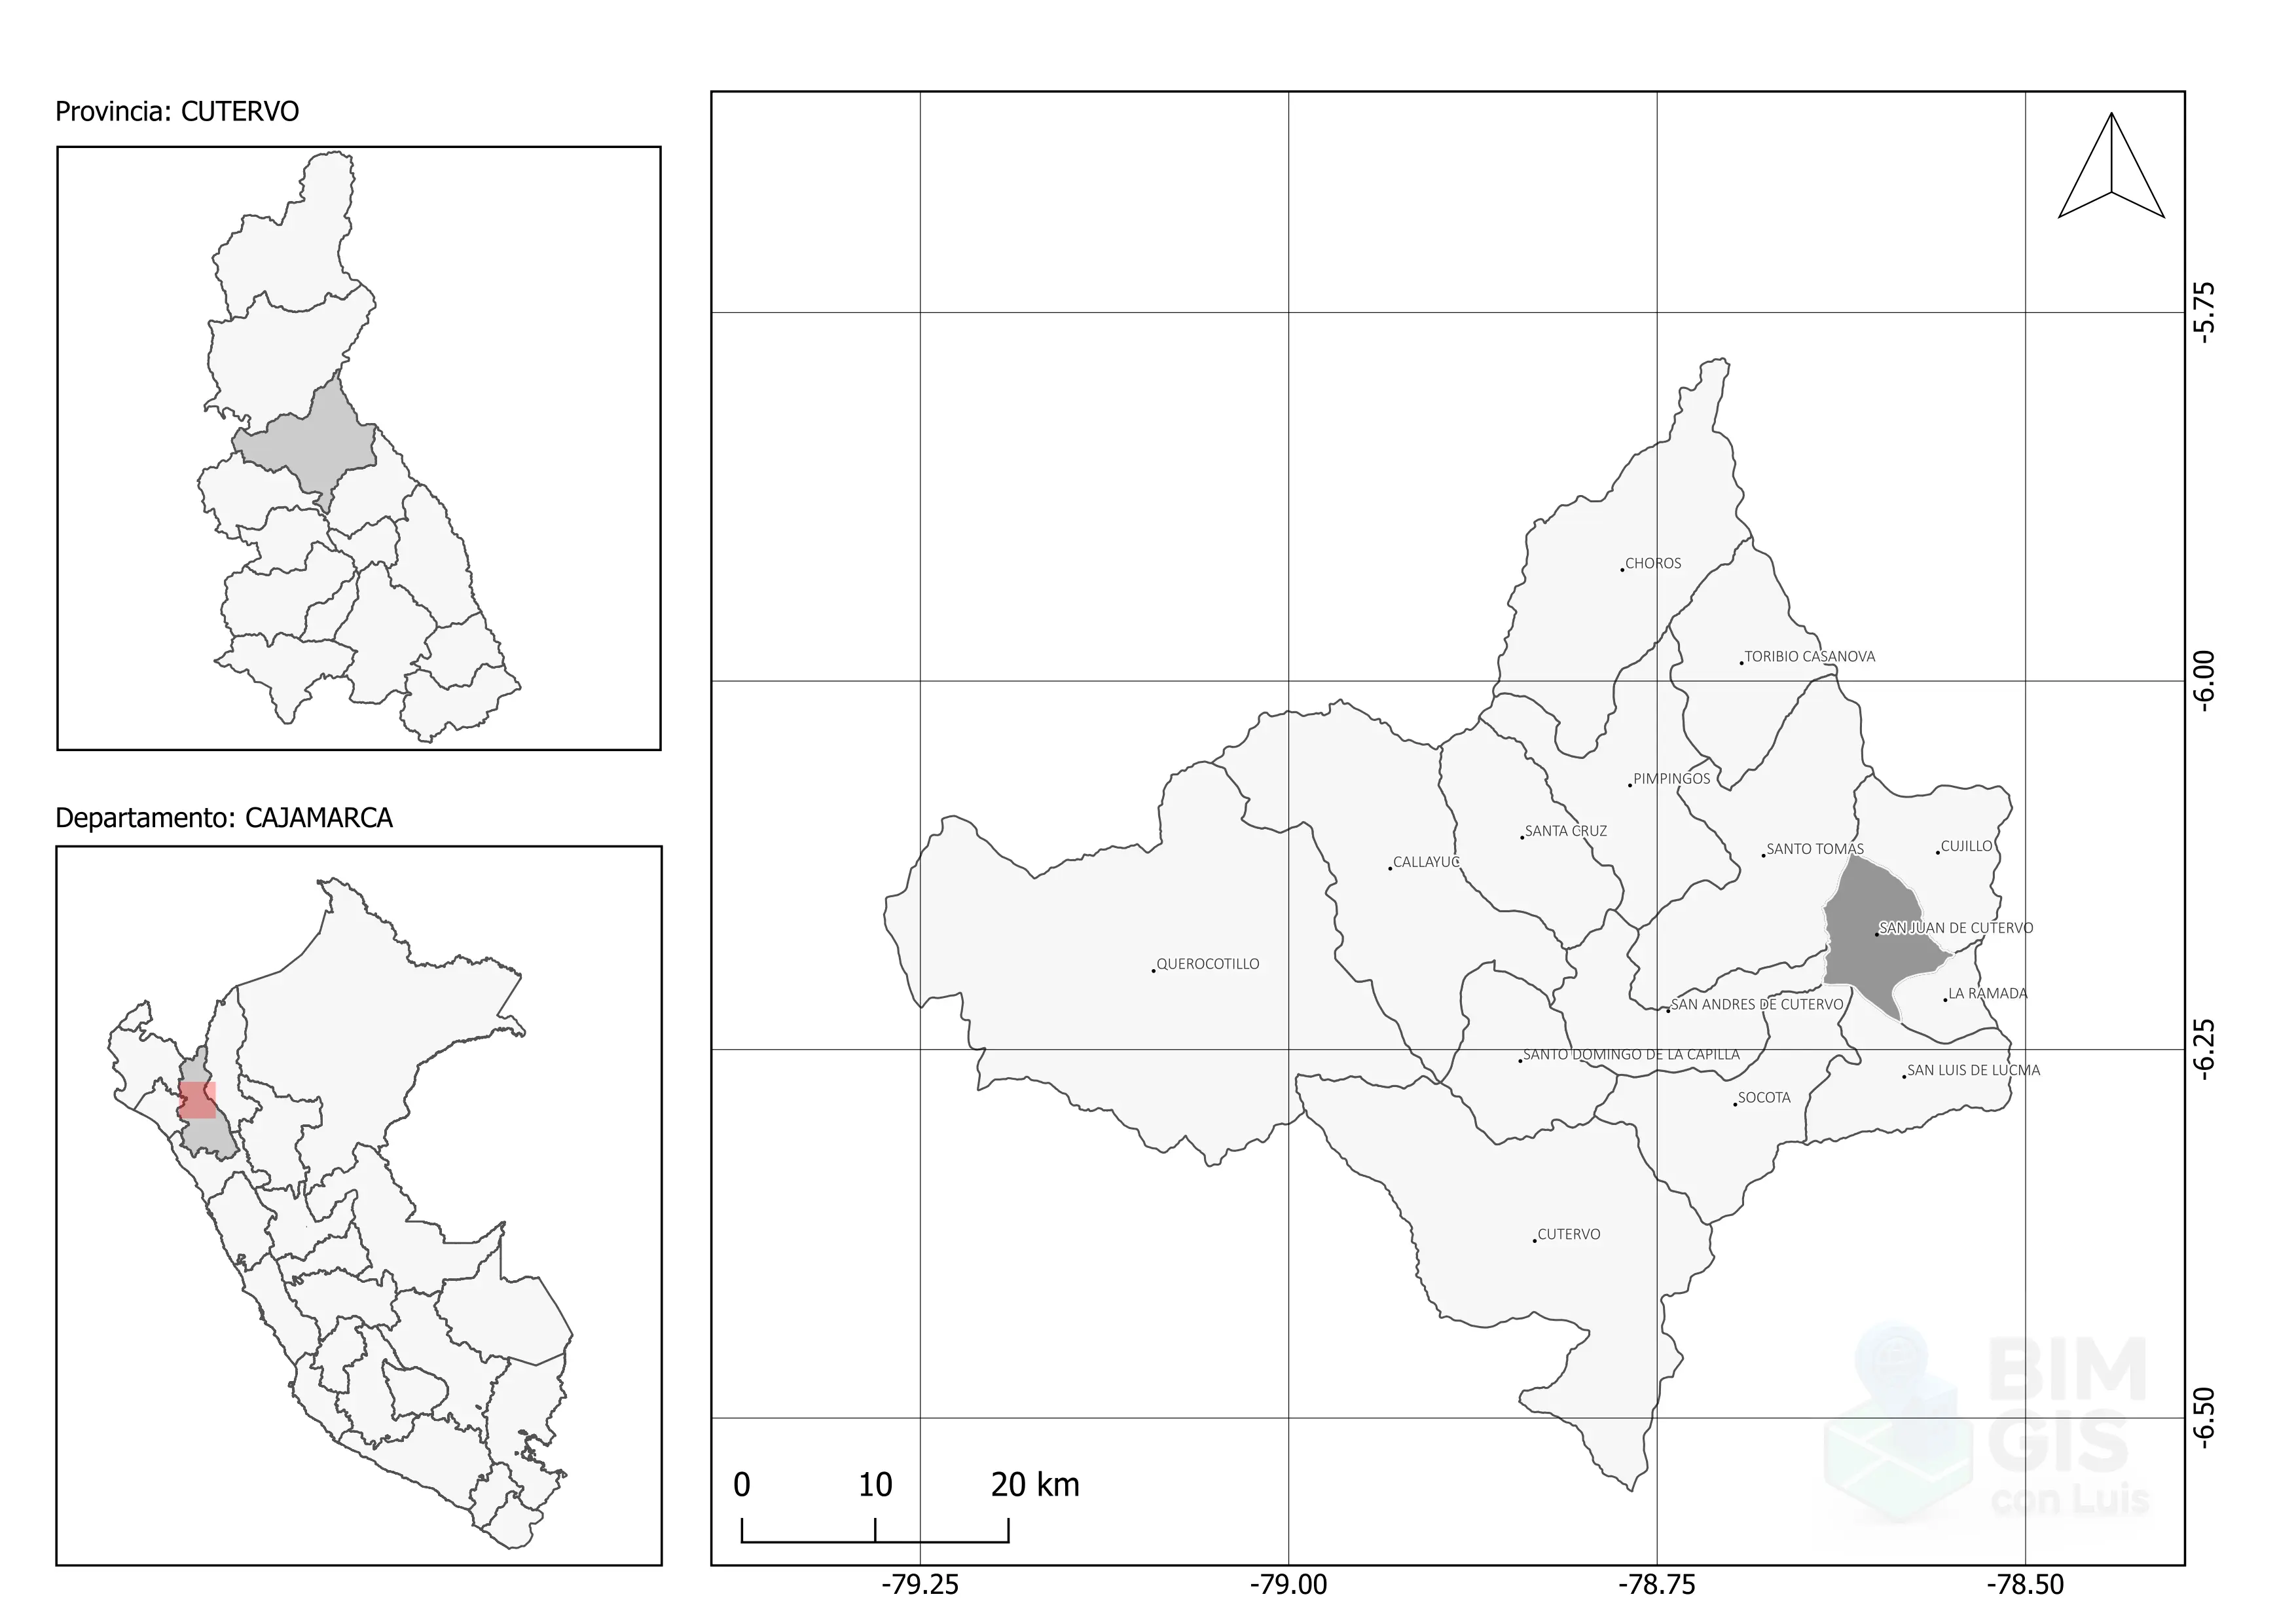 Provincia: CUTERVO
Departamento: CAJAMARCA
-5.75
CHOROS
TORIBIO CASANOVA
-6.00
PIMPINGOS
SANTA CRUZ
SANTO TOMAS
CUJILLO
CALLAYUC
SAN JUAN DE CUTERVO
QUEROCOTILLO
LA RAMADA
SAN ANDRES DE CUTERVO
-6.25
SANTO DOMINGO DE LA CAPILLA
SAN LUIS DE LUCMA
SOCOTA
CUTERVO
-6.50
BIM
GIS
con Luis
0 10 20 km
-79.25 -79.00 -78.75 -78.50